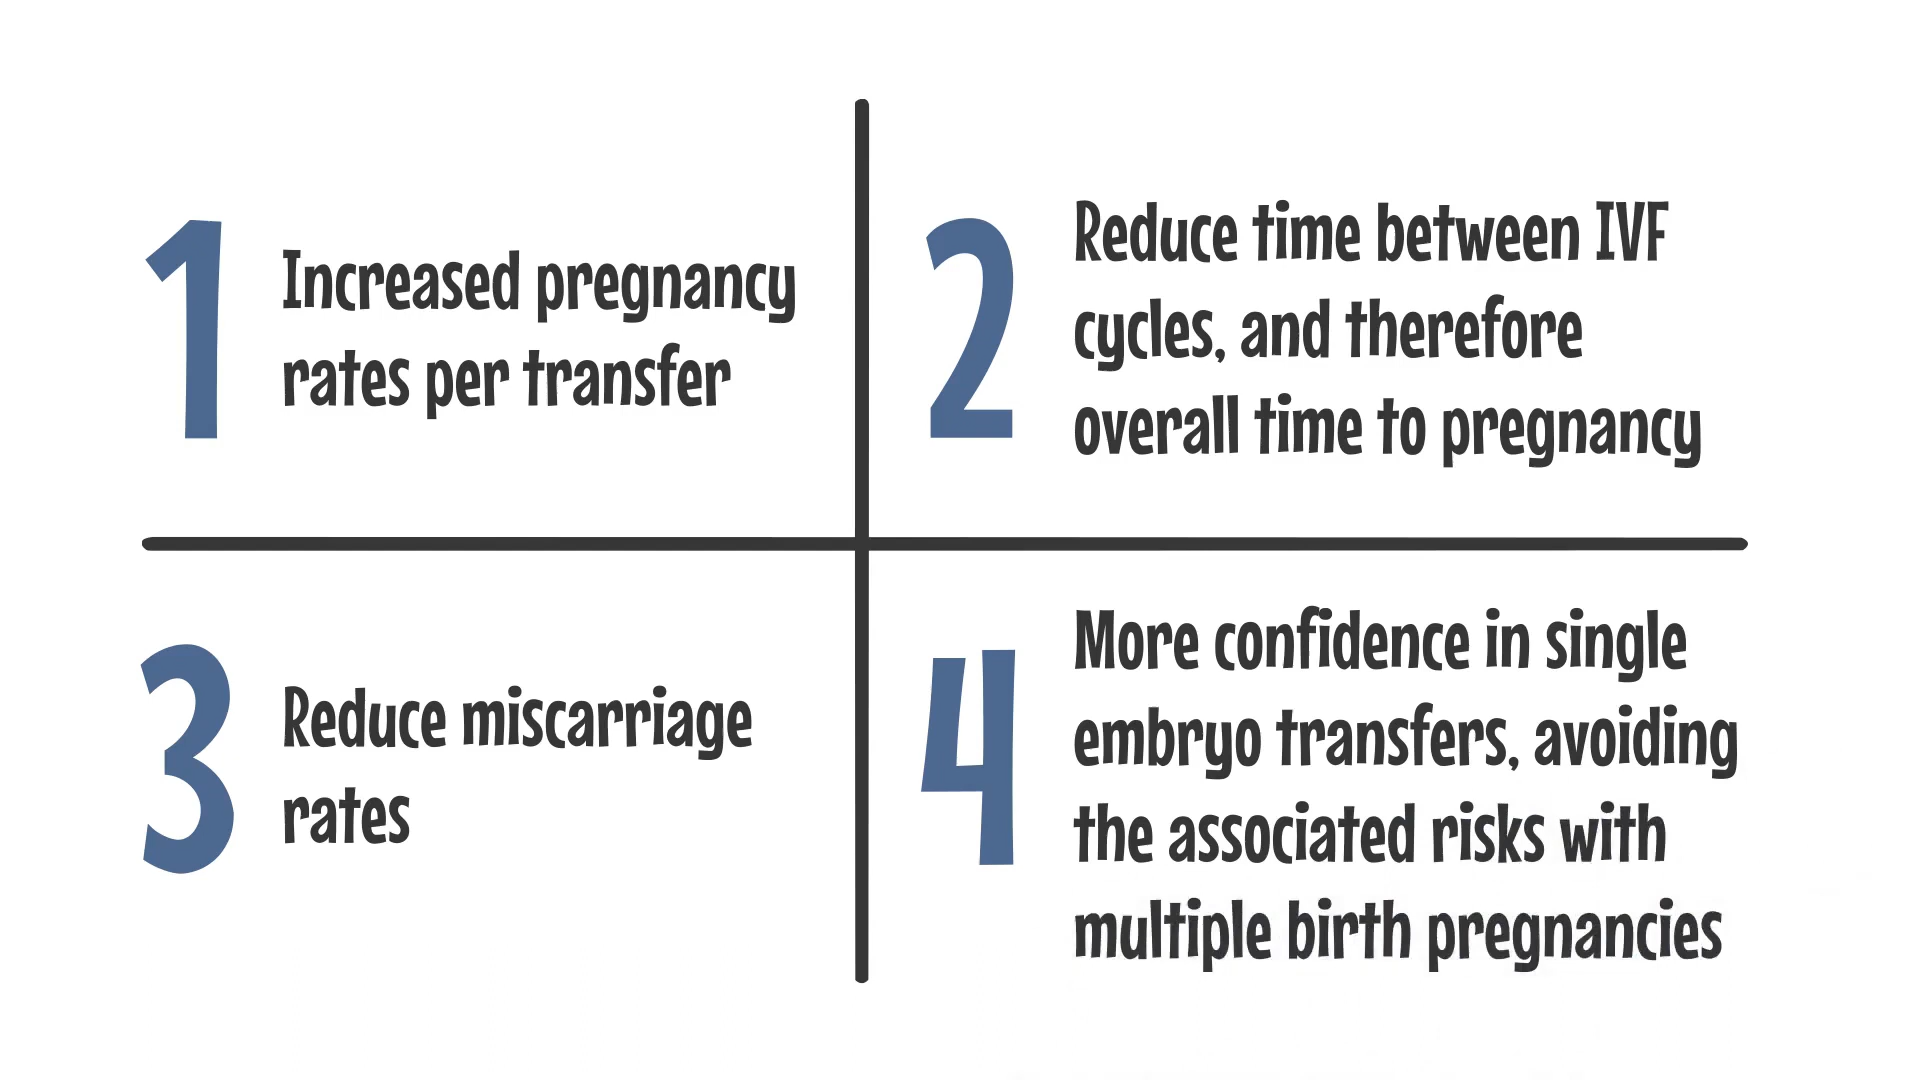 1
Increased pregnancy
rates per transfer
2
Reduce time between IVF
cycles, and therefore
overall time to pregnancy
3
Reduce miscarriage
rates
4
More confidence in single
embryo transfers, avoiding
the associated risks with
multiple birth pregnancies